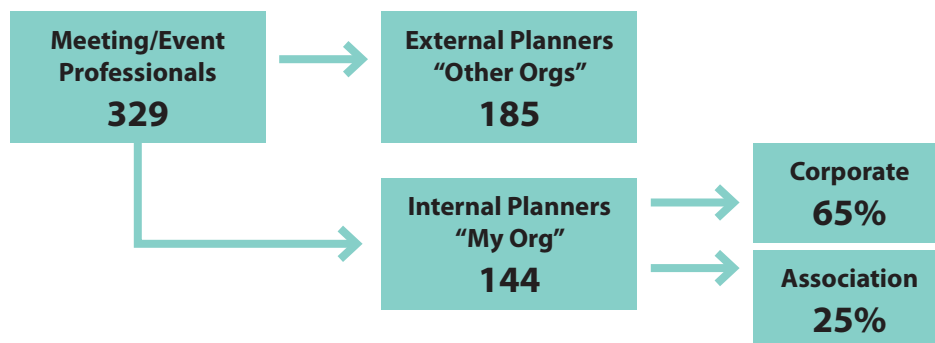 Meeting/Event
Professionals
329
External Planners
“Other Orgs”
185
Internal Planners
“My Org”
144
Corporate
65%
Association
25%